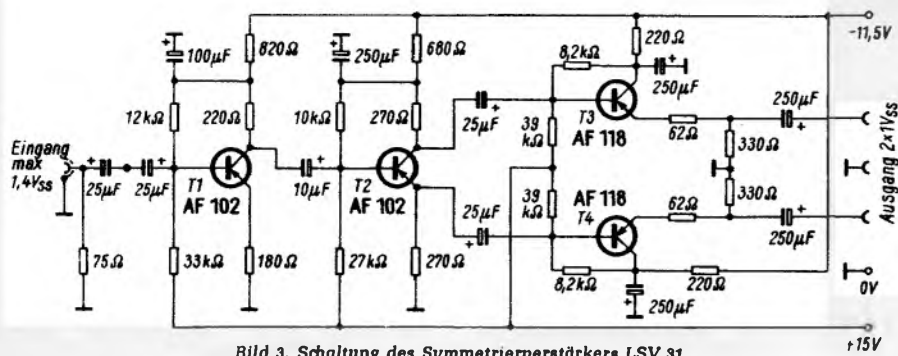 100µF
820Ω
250µF
680Ω
8,2kΩ
220Ω
-11,5V
250µF
12kΩ
220Ω
10kΩ
270Ω
25µF
T3
AF 118
250µF
62Ω
39
kΩ
330Ω
Eingang
max
1,4Vss
25µF
25µF
T1
AF 102
10µF
T2
AF 102
25µF
39
kΩ
AF 118
T4
62Ω
330Ω
250µF
Ausgang 2×1Vss
75Ω
33kΩ
180Ω
27kΩ
270Ω
8,2kΩ
220Ω
0V
250µF
+15V
Bild 3. Schaltung des Symmetrierverstärkers LSV 31